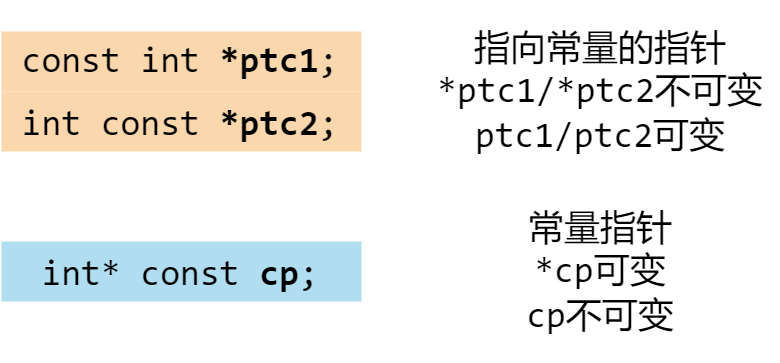 const int *ptc1;
int const *ptc2;
指向常量的指针
*ptc1/*ptc2不可变
ptc1/ptc2可变
int* const cp;
常量指针
*cp可变
cp不可变